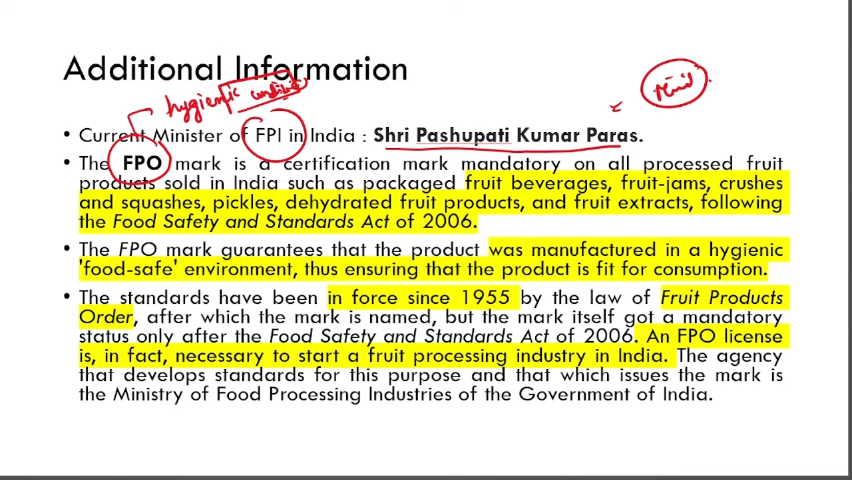 Additional Information
hygienic
• Current Minister of FPI in India : Shri Pashupati Kumar Paras.
• The FPO mark is a certification mark mandatory on all processed fruit
products sold in India such as packaged fruit beverages, fruit-jams, crushes
and squashes, pickles, dehydrated fruit products, and fruit extracts, following
the Food Safety and Standards Act of 2006.
• The FPO mark guarantees that the product was manufactured in a hygienic
'food-safe' environment, thus ensuring that the product is fit for consumption.
• The standards have been in force since 1955 by the law of Fruit Products
Order, after which the mark is named, but the mark itself got a mandatory
status only after the Food Safety and Standards Act of 2006. An FPO license
is, in fact, necessary to start a fruit processing industry in India. The agency
that develops standards for this purpose and that which issues the mark is
the Ministry of Food Processing Industries of the Government of India.